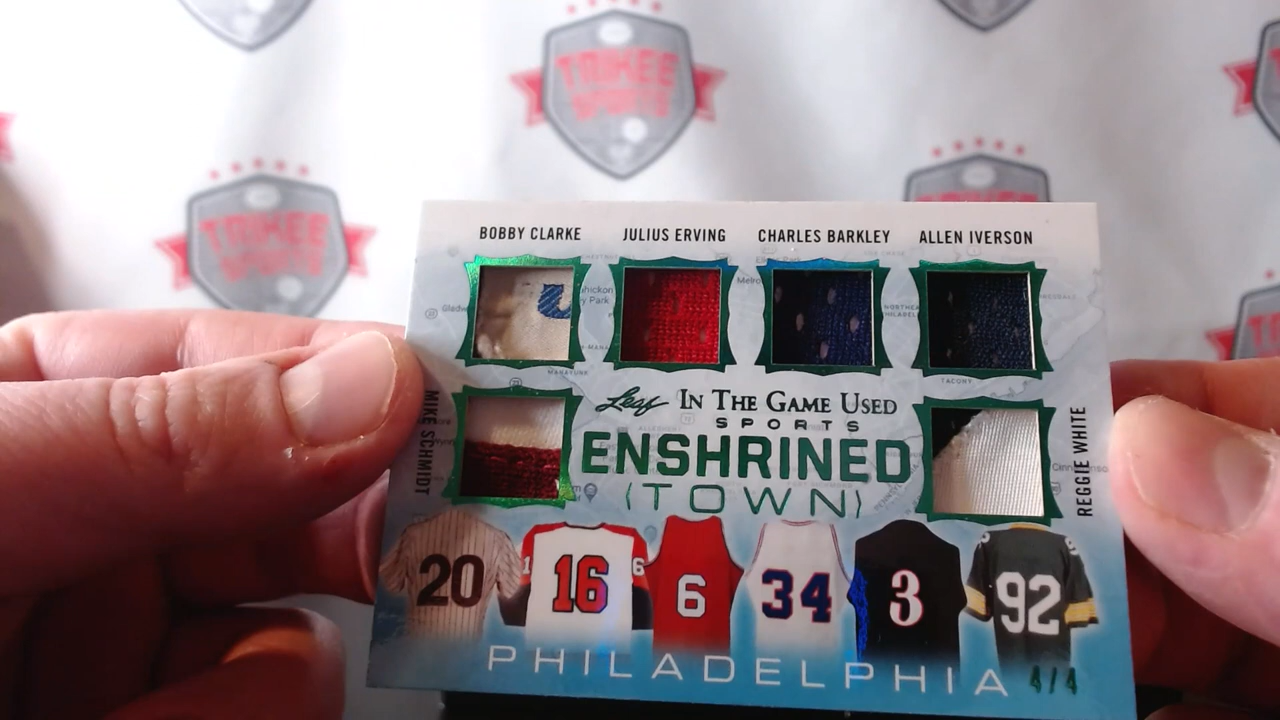 TRIKEE
SPORTS
TRIKEE
SPORTS
BOBBY CLARKE
JULIUS ERVING
CHARLES BARKLEY
ALLEN IVERSON
MIKE SCHMIDT
Leaf IN THE GAME USED
SPORTS
ENSHRINED
(TOWN)
REGGIE WHITE
20
16
6
34
3
92
PHILADELPHIA
4/4